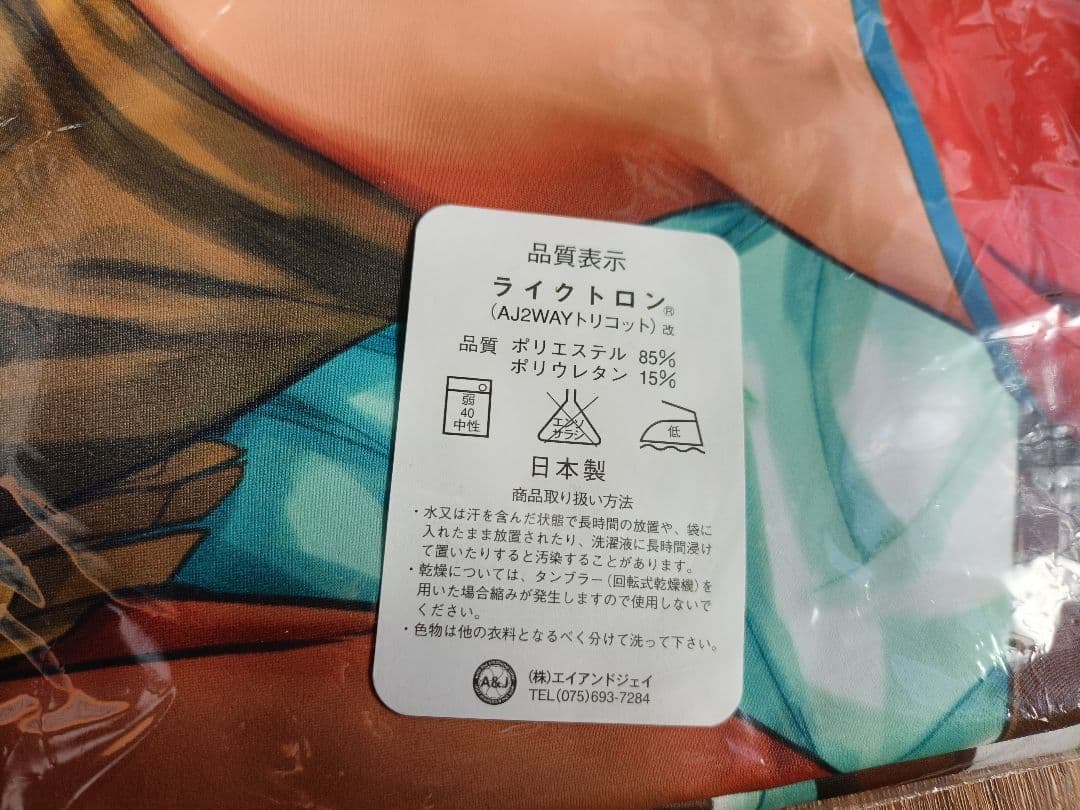 品質表示
ライクトロン®
(AJ2WAYトリコット)改
品質 ポリエステル 85%
ポリウレタン 15%
弱
40
中性
エンソ
サラシ
低
日本製
商品取り扱い方法
・水又は汗を含んだ状態で長時間の放置や、袋に
入れたまま放置されたり、洗濯液に長時間浸け
て置いたりすると汚染することがあります。
・乾燥については、タンブラー(回転式乾燥機)を
用いた場合縮みが発生しますので使用しないで
ください。
・色物は他の衣料となるべく分けて洗って下さい。
A&J
(株)エイアンドジェイ
TEL(075)693-7284